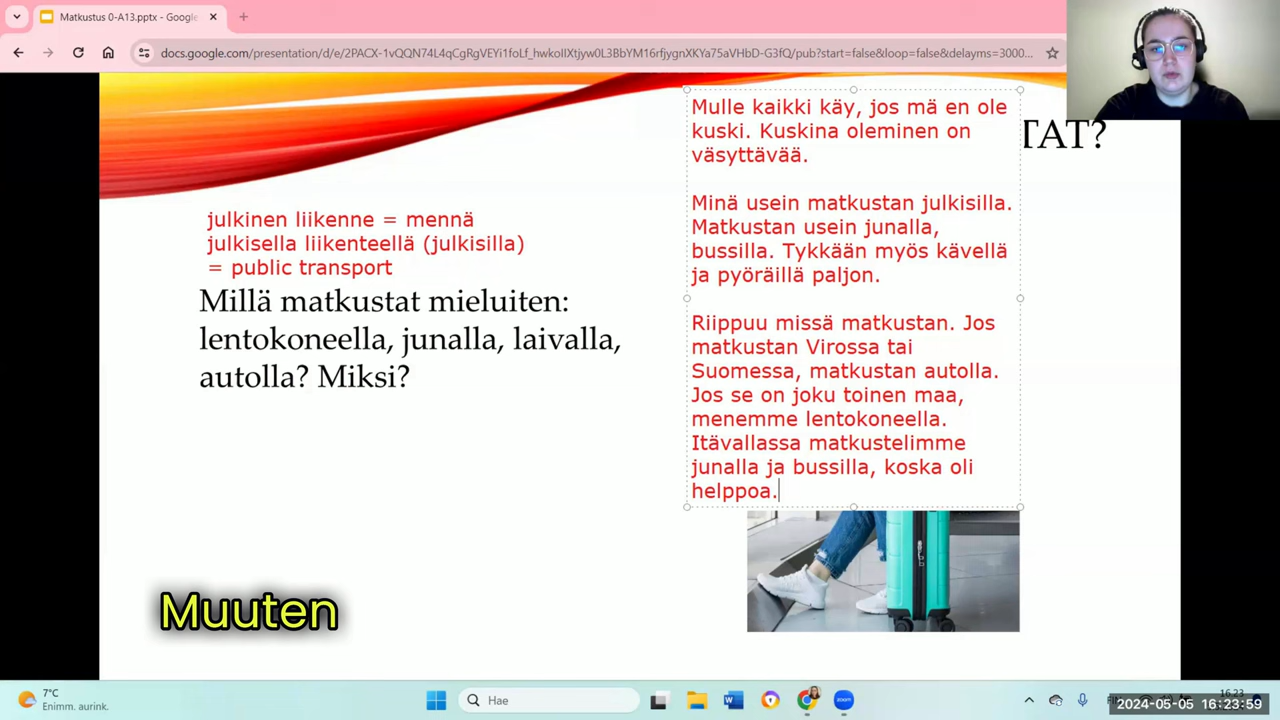 Matkustus 0-A13.pptx - Google
docs.google.com/presentation/d/e/2PACX-1vQQN74L4qCgFqpvEYi1foLf_hwkoIIXtjyw0L3BbYM16rfjygnXKYa75aVHbD-G3fQ/pub?start=false&loop=false&delayms=3000...
TAT?
Mulle kaikki käy, jos mä en ole
kuski. Kuskina oleminen on
väsyttävää.
Minä usein matkustan julkisilla.
Matkustan usein junalla,
bussilla. Tykkään myös kävellä
ja pyöräillä paljon.
Riippuu missä matkustan. Jos
matkustan Virossa tai
Suomessa, matkustan autolla.
Jos se on joku toinen maa,
menemme lentokoneella.
Itävallassa matkustelimme
junalla ja bussilla, koska oli
helppoa.
julkinen liikenne = mennä
julkisella liikenteellä (julkisilla)
= public transport
Millä matkustat mieluiten:
lentokoneella, junalla, laivalla,
autolla? Miksi?
Muuten
7°C
Enimm. aurink.
Hae
16.23
2024-05-05 16:23:59